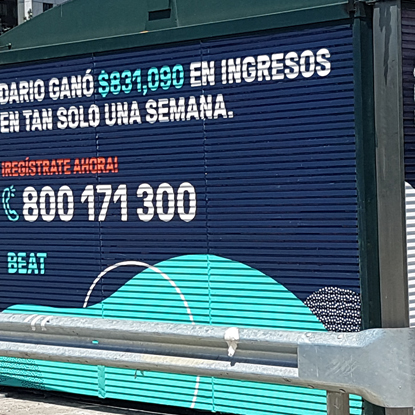 DARIO GANÓ $831,090 EN INGRESOS
EN TAN SOLO UNA SEMANA.
¡REGÍSTRATE AHORA!
800 171 300
BEAT